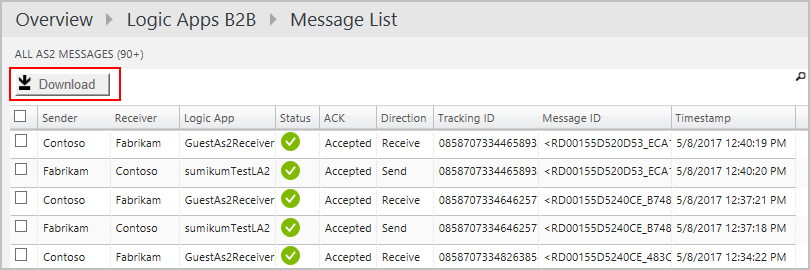 Overview Logic Apps B2B Message List
ALL AS2 MESSAGES (90+)
Download
Sender Receiver Logic App Status ACK Direction Tracking ID Message ID Timestamp
Contoso Fabrikam GuestAs2Receiver Accepted Receive 0858707334465893 <RD00155D520D53_ECA1 5/8/2017 12:40:19 PM
Fabrikam Contoso sumikumTestLA2 Accepted Send 0858707334465893 <RD00155D520D53_ECA1 5/8/2017 12:40:20 PM
Contoso Fabrikam GuestAs2Receiver Accepted Receive 0858707334646257 <RD00155D5240CE_B748 5/8/2017 12:37:21 PM
Fabrikam Contoso sumikumTestLA2 Accepted Send 0858707334646257 <RD00155D5240CE_B748 5/8/2017 12:37:18 PM
Contoso Fabrikam GuestAs2Receiver Accepted Receive 0858707334826385 <RD00155D5240CE_483C 5/8/2017 12:34:22 PM